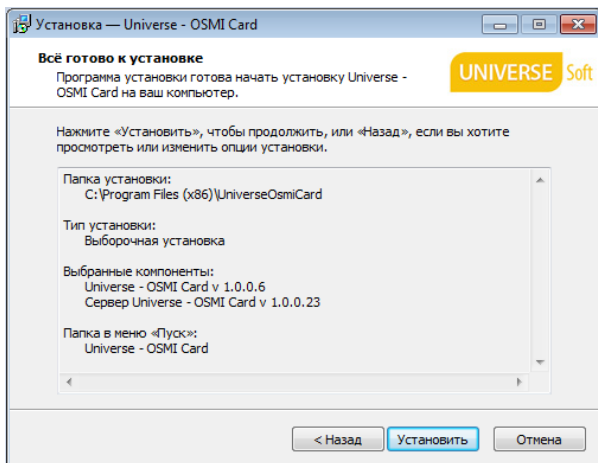 Установка — Universe - OSMI Card
Всё готово к установке
Программа установки готова начать установку Universe -
OSMI Card на ваш компьютер.
UNIVERSE Soft
Нажмите «Установить», чтобы продолжить, или «Назад», если вы хотите
просмотреть или изменить опции установки.
Папка установки:
C:\Program Files (x86)\UniverseOsmiCard
Тип установки:
Выборочная установка
Выбранные компоненты:
Universe - OSMI Card v 1.0.0.6
Сервер Universe - OSMI Card v 1.0.0.23
Папка в меню «Пуск»:
Universe - OSMI Card
< Назад
Установить
Отмена